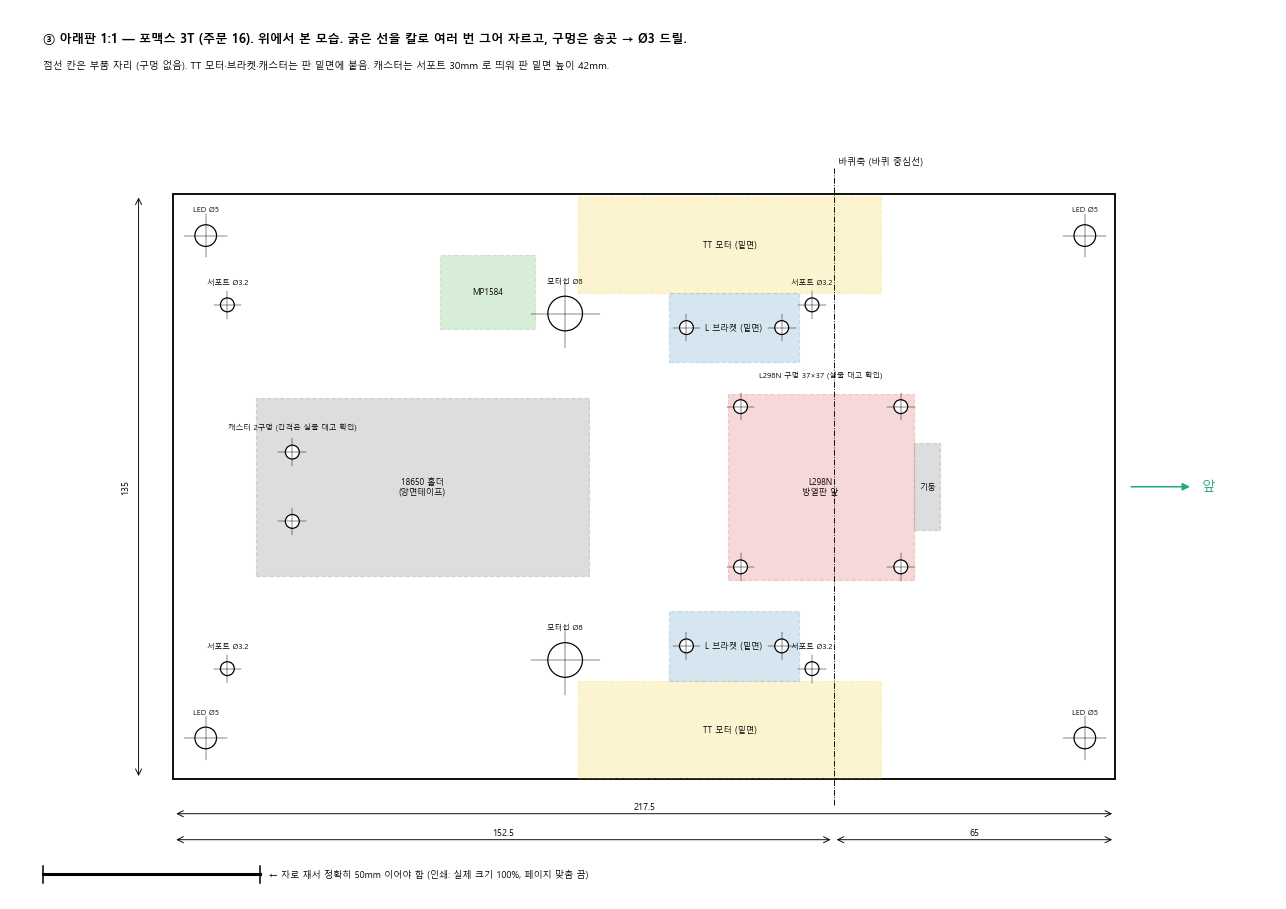 ③ 아래판 1:1 — 포맥스 3T (주문 16). 위에서 본 모습. 굵은 선을 칼로 여러 번 그어 자르고, 구멍은 송곳 → Ø3 드릴.
점선 칸은 부품 자리 (구멍 없음). TT 모터·브라켓·캐스터는 판 밑면에 붙음. 캐스터는 서포트 30mm 로 띄워 판 밑면 높이 42mm.
바퀴축 (바퀴 중심선)
LED Ø5
LED Ø5
TT 모터 (밑면)
서포트 Ø3.2
모터선 Ø8
서포트 Ø3.2
MP1584
L 브라켓 (밑면)
L298N 구멍 37×37 (실물 대고 확인)
캐스터 2구멍 (간격은 실물 대고 확인)
18650 홀더
(양면테이프)
L298N
방열판 앞
기둥
앞
135
모터선 Ø8
서포트 Ø3.2
L 브라켓 (밑면)
서포트 Ø3.2
LED Ø5
TT 모터 (밑면)
LED Ø5
217.5
152.5
65
← 자로 재서 정확히 50mm 이어야 함 (인쇄: 실제 크기 100%, 페이지 맞춤 끔)